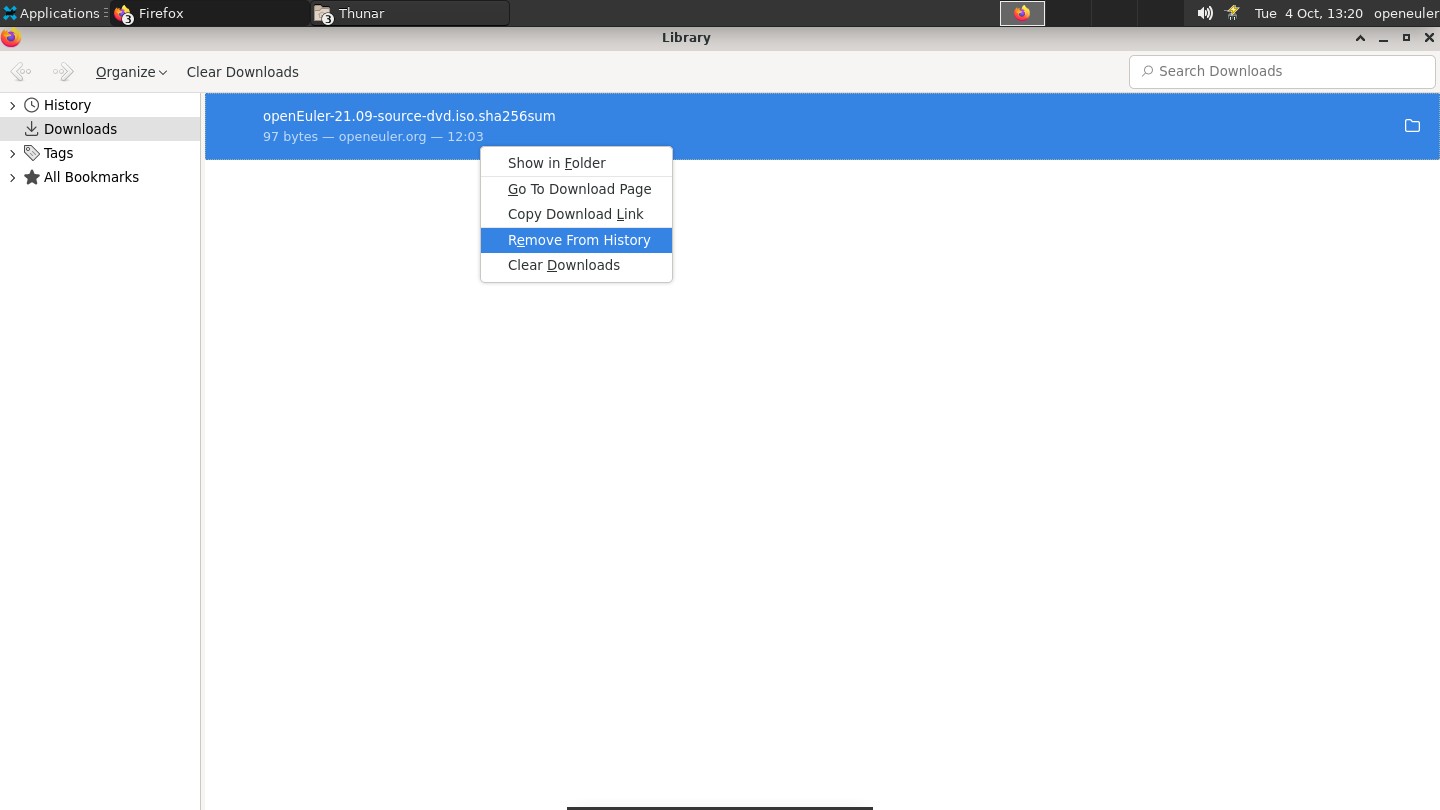 Applications
3 Firefox
3 Thunar
Tue 4 Oct, 13:20
openeuler
Library
Organize
Clear Downloads
Search Downloads
History
Downloads
Tags
All Bookmarks
openEuler-21.09-source-dvd.iso.sha256sum
97 bytes — openeuler.org — 12:03
Show in Folder
Go To Download Page
Copy Download Link
Remove From History
Clear Downloads